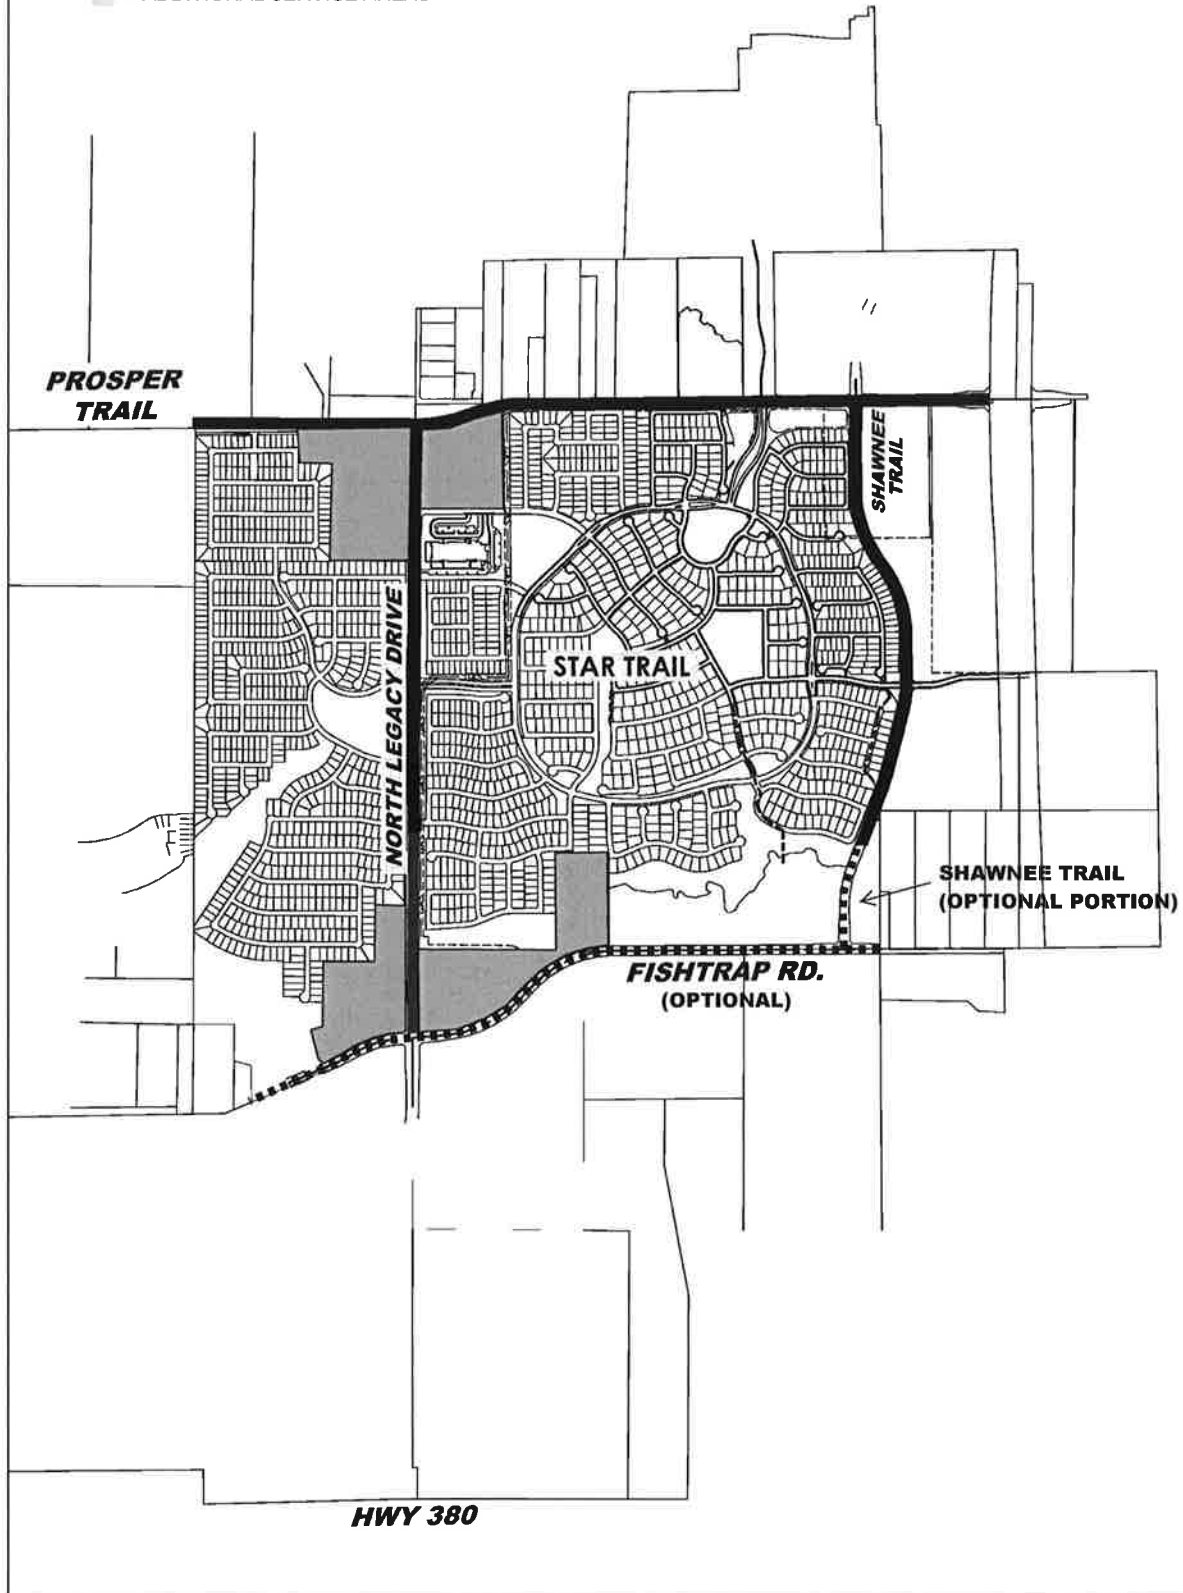 PROSPER
TRAIL
SHAWNEE
TRAIL
NORTH LEGACY DRIVE
STAR TRAIL
SHAWNEE TRAIL
(OPTIONAL PORTION)
FISHTRAP RD.
(OPTIONAL)
HWY 380